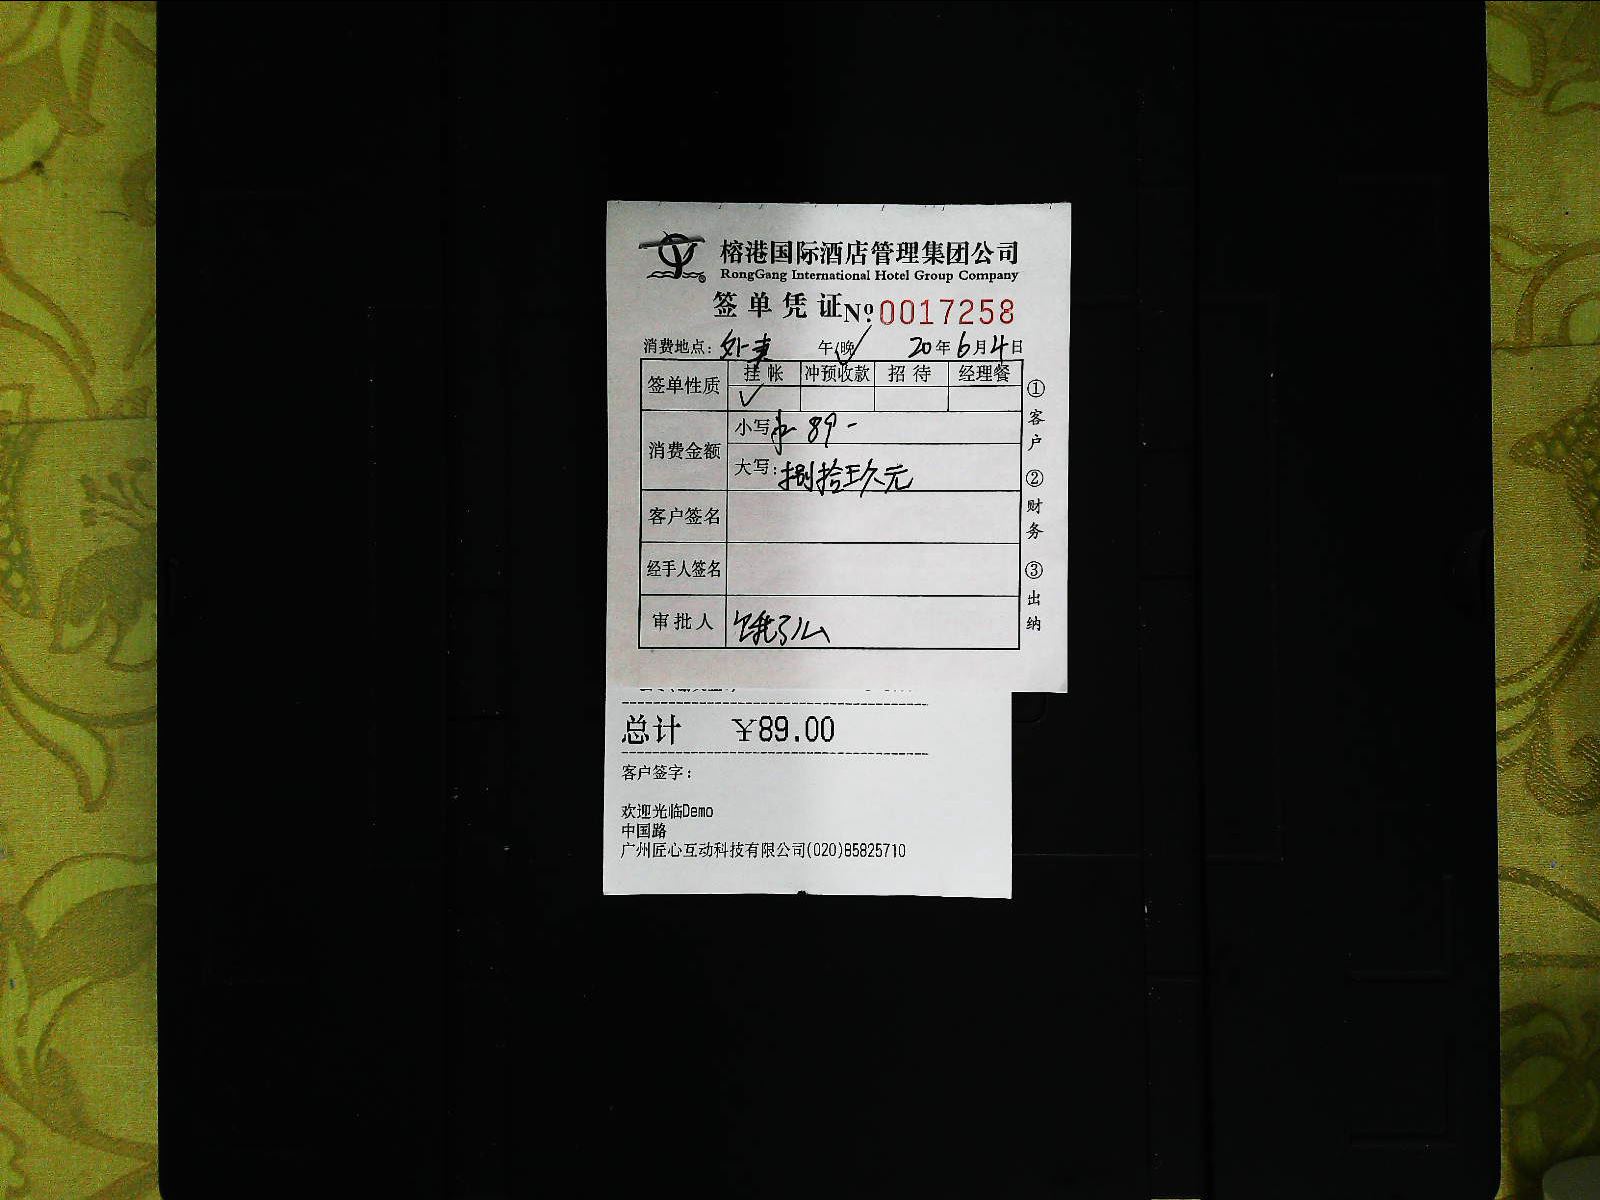 榕港国际酒店管理集团公司
RongGang International Hotel Group Company
签单凭证 Nº 0017258
消费地点：外卖 午/晚✓ 20年6月4日
签单性质 挂帐 冲预收款 招待 经理餐
✓
消费金额 小写 89-
大写：捌拾玖元
客户签名
经手人签名
审批人 饿了么
①客户 ②财务 ③出纳
总计 ¥89.00
客户签字：
欢迎光临Demo
中国路
广州匠心互动科技有限公司(020)85825710